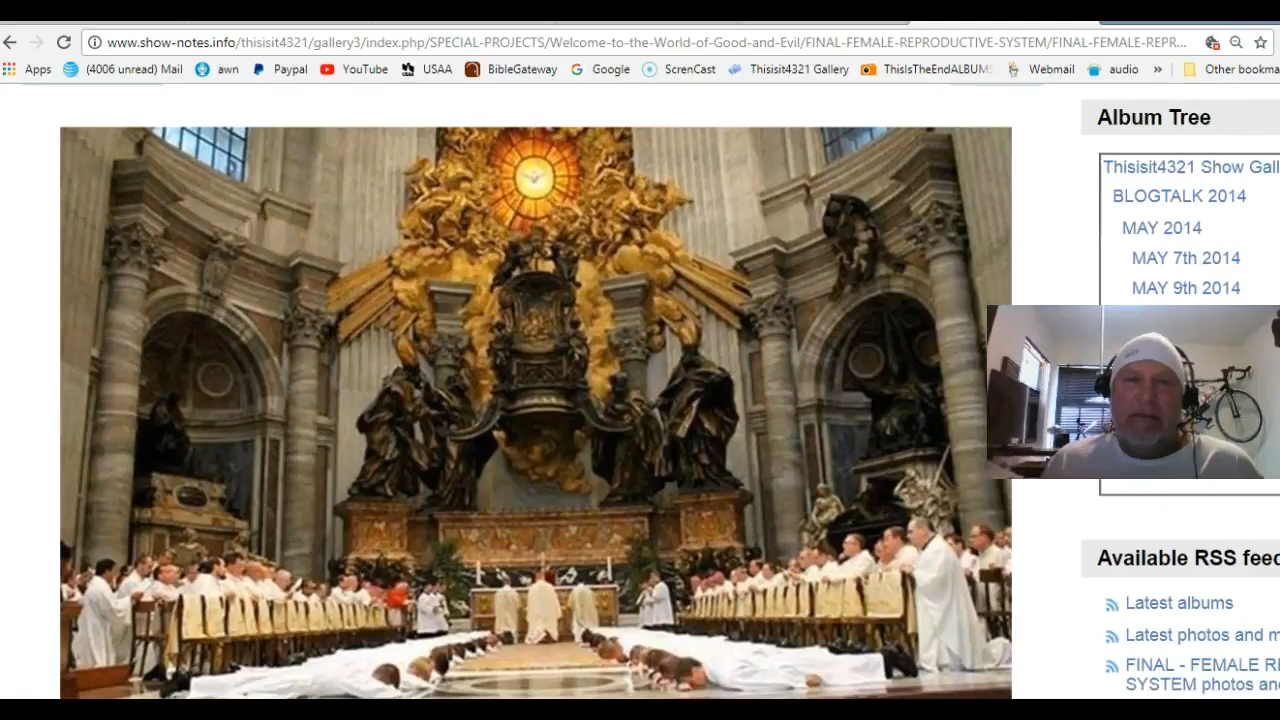 www.show-notes.info/thisisit4321/gallery3/index.php/SPECIAL-PROJECTS/Welcome-to-the-World-of-Good-and-Evil/FINAL-FEMALE-REPRODUCTIVE-SYSTEM/FINAL-FEMALE-REPR...
Apps (4006 unread) Mail awn Paypal YouTube USAA BibleGateway Google ScrenCast Thisisit4321 Gallery ThisIsTheEndALBUMS Webmail audio » Other bookma
Album Tree
Thisisit4321 Show Gall
BLOGTALK 2014
MAY 2014
MAY 7th 2014
MAY 9th 2014
Available RSS feed
Latest albums
Latest photos and m
FINAL - FEMALE RE
SYSTEM photos and